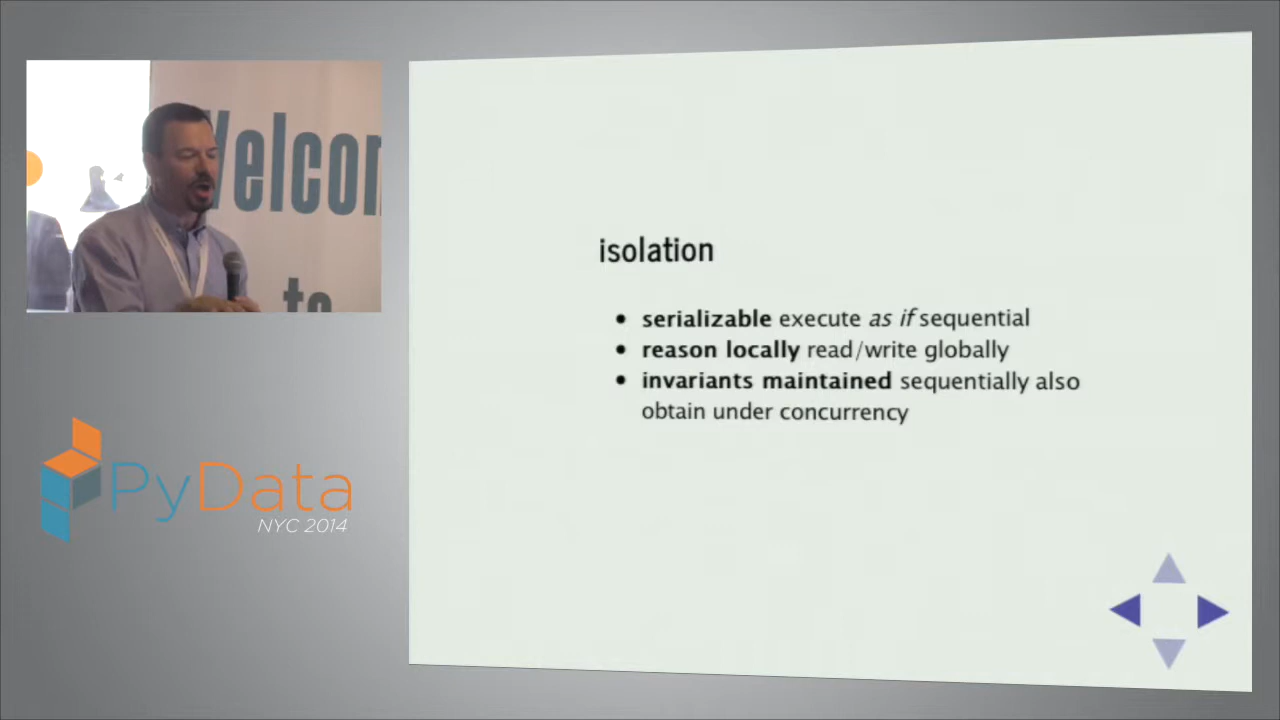 Welcom
to
isolation
• serializable execute as if sequential
• reason locally read/write globally
• invariants maintained sequentially also
obtain under concurrency
PyData
NYC 2014